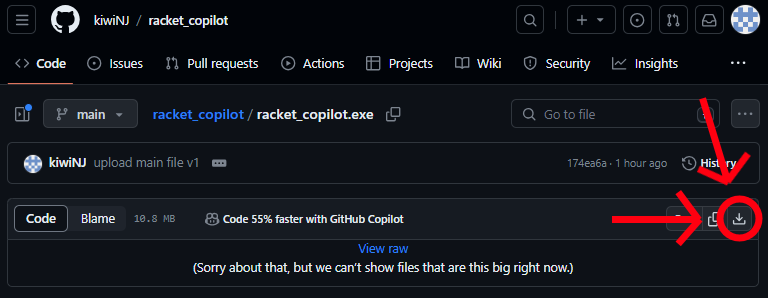 kiwiNJ / racket_copilot
Code Issues Pull requests Actions Projects Wiki Security Insights
main racket_copilot / racket_copilot.exe Go to file
kiwiNJ upload main file v1 174ea6a · 1 hour ago History
Code Blame 10.8 MB Code 55% faster with GitHub Copilot
View raw
(Sorry about that, but we can’t show files that are this big right now.)